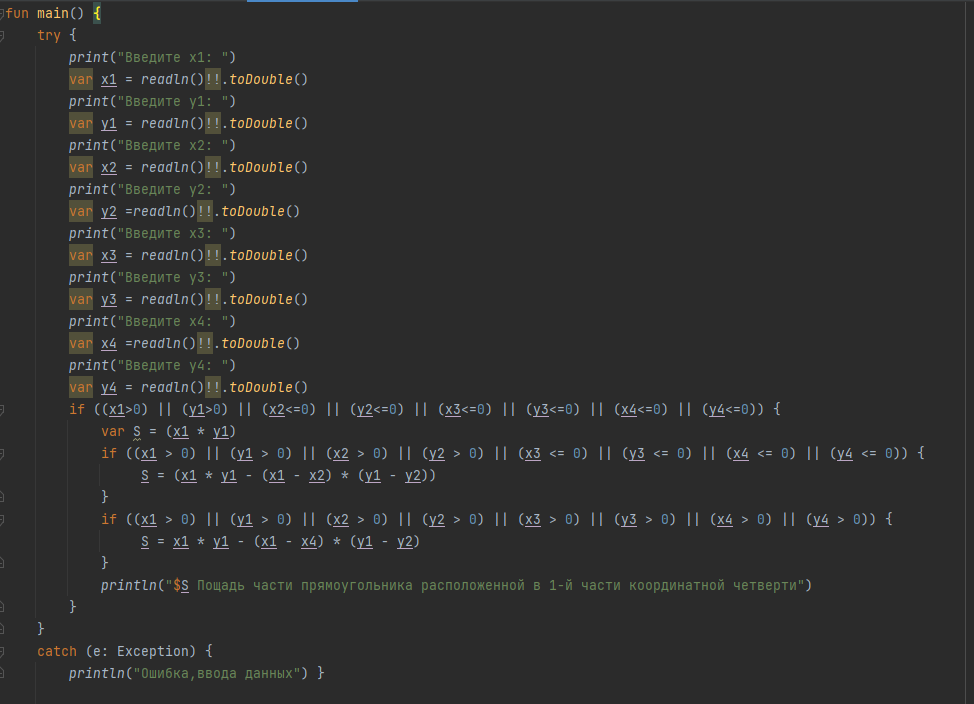 fun main() {
    try {
        print("Введите x1: ")
        var x1 = readln()!!.toDouble()
        print("Введите y1: ")
        var y1 = readln()!!.toDouble()
        print("Введите x2: ")
        var x2 = readln()!!.toDouble()
        print("Введите y2: ")
        var y2 =readln()!!.toDouble()
        print("Введите x3: ")
        var x3 = readln()!!.toDouble()
        print("Введите y3: ")
        var y3 = readln()!!.toDouble()
        print("Введите x4: ")
        var x4 =readln()!!.toDouble()
        print("Введите y4: ")
        var y4 = readln()!!.toDouble()
        if ((x1>0) || (y1>0) || (x2<=0) || (y2<=0) || (x3<=0) || (y3<=0) || (x4<=0) || (y4<=0)) {
            var S = (x1 * y1)
            if ((x1 > 0) || (y1 > 0) || (x2 > 0) || (y2 > 0) || (x3 <= 0) || (y3 <= 0) || (x4 <= 0) || (y4 <= 0)) {
                S = (x1 * y1 - (x1 - x2) * (y1 - y2))
            }
            if ((x1 > 0) || (y1 > 0) || (x2 > 0) || (y2 > 0) || (x3 > 0) || (y3 > 0) || (x4 > 0) || (y4 > 0)) {
                S = x1 * y1 - (x1 - x4) * (y1 - y2)
            }
            println("$S Пощадь части прямоугольника расположенной в 1-й части координатной четверти")
        }
    }
    catch (e: Exception) {
        println("Ошибка,ввода данных") }